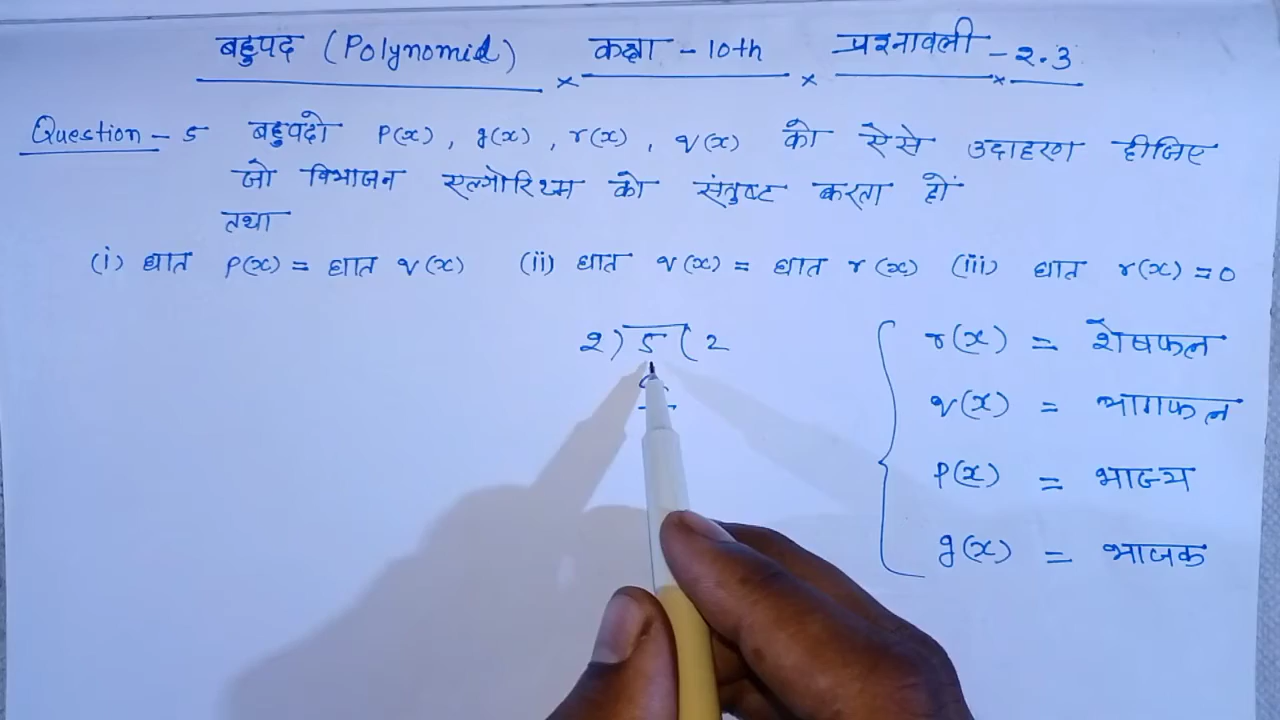 बहुपद (Polynomial) × कक्षा - 10th × प्रश्नावली - 2.3
Question - 5 बहुपदो P(x), g(x), r(x), q(x) को ऐसे उदाहरण दीजिए
जो विभाजन एल्गोरिथ्म को संतुष्ट करता हों
तथा
(i) घात P(x) = घात q(x) (ii) घात q(x) = घात r(x) (iii) घात r(x) = 0
2) 5 (2
r(x) = शेषफल
q(x) = भागफल
P(x) = भाज्य
g(x) = भाजक